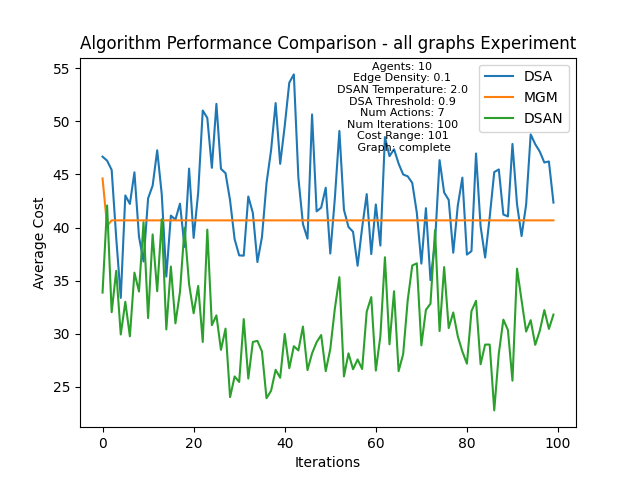 Algorithm Performance Comparison - all graphs Experiment
Agents: 10
Edge Density: 0.1
DSAN Temperature: 2.0
DSA Threshold: 0.9
Num Actions: 7
Num Iterations: 100
Cost Range: 101
Graph: complete
DSA
MGM
DSAN
Average Cost
55
50
45
40
35
30
25
0 20 40 60 80 100
Iterations